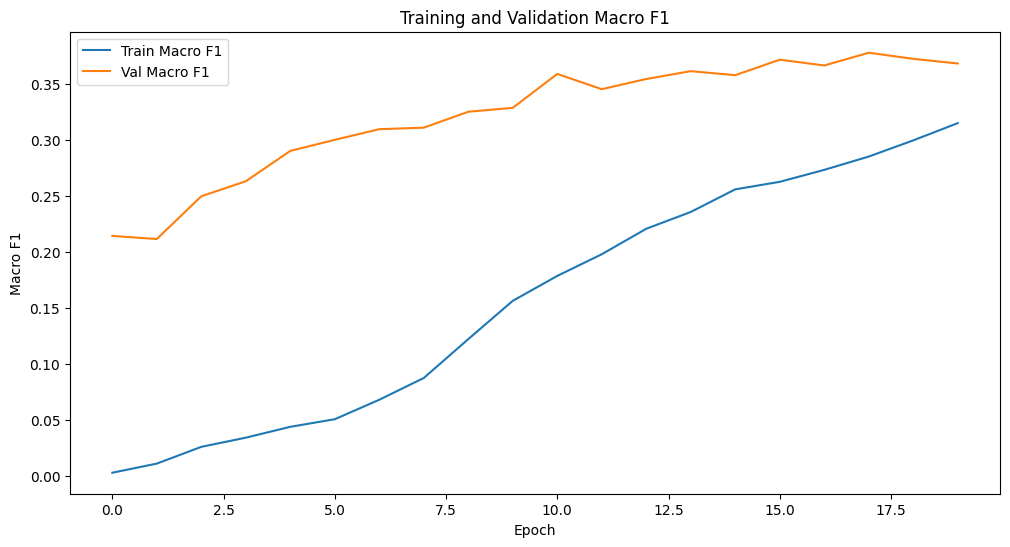 Training and Validation Macro F1
Train Macro F1
Val Macro F1
Macro F1
0.35
0.30
0.25
0.20
0.15
0.10
0.05
0.00
0.0 2.5 5.0 7.5 10.0 12.5 15.0 17.5
Epoch